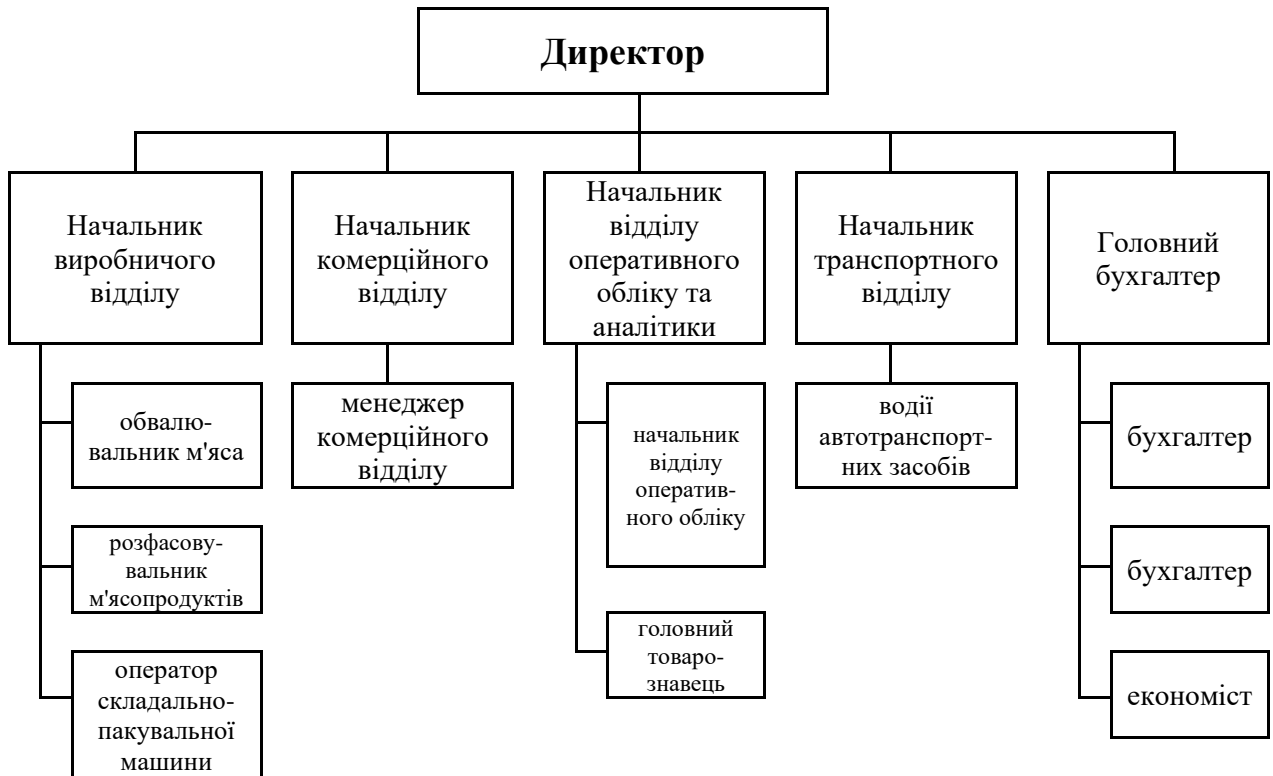 Директор
Начальник
виробничого
відділу
Начальник
комерційного
відділу
Начальник
відділу
оперативного
обліку та
аналітики
Начальник
транспортного
відділу
Головний
бухгалтер
обвалю-
вальник м'яса
розфасову-
вальник
м'ясопродуктів
оператор
складально-
пакувальної
машини
менеджер
комерційного
відділу
начальник
відділу
оператив-
ного обліку
головний
товаро-
знавець
водії
автотранспорт-
них засобів
бухгалтер
бухгалтер
економіст